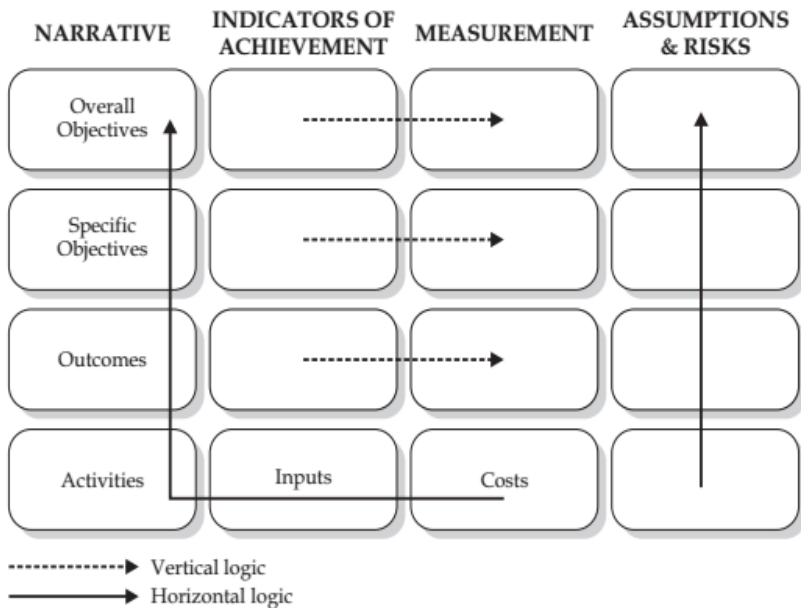 NARRATIVE
INDICATORS OF
ACHIEVEMENT
MEASUREMENT
ASSUMPTIONS
& RISKS
Overall
Objectives
Specific
Objectives
Outcomes
Activities
Inputs
Costs
Vertical logic
Horizontal logic